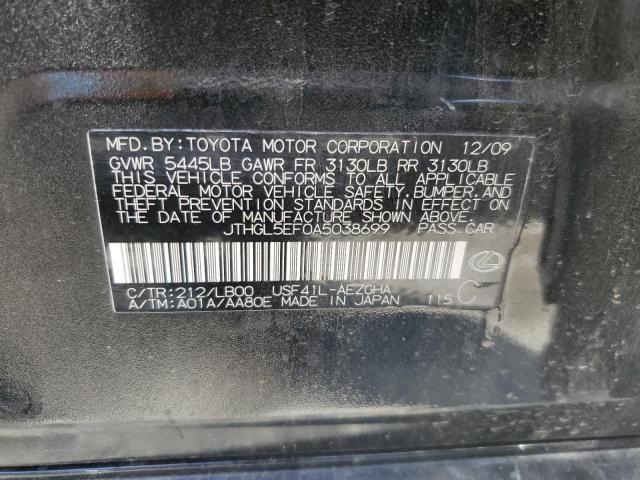 MFD.BY:TOYOTA MOTOR CORPORATION 12/09
GVWR 5445LB GAWR FR 3130LB RR 3130LB
THIS VEHICLE CONFORMS TO ALL APPLICABLE
FEDERAL MOTOR VEHICLE SAFETY, BUMPER, AND
THEFT PREVENTION STANDARDS IN EFFECT ON
THE DATE OF MANUFACTURE SHOWN ABOVE.
JTHGL5EF0A5038699 PASS.CAR
C/TR:212/LB00 USF41L-AEZGHA
A/TM:A01A/AA80E MADE IN JAPAN 115 C